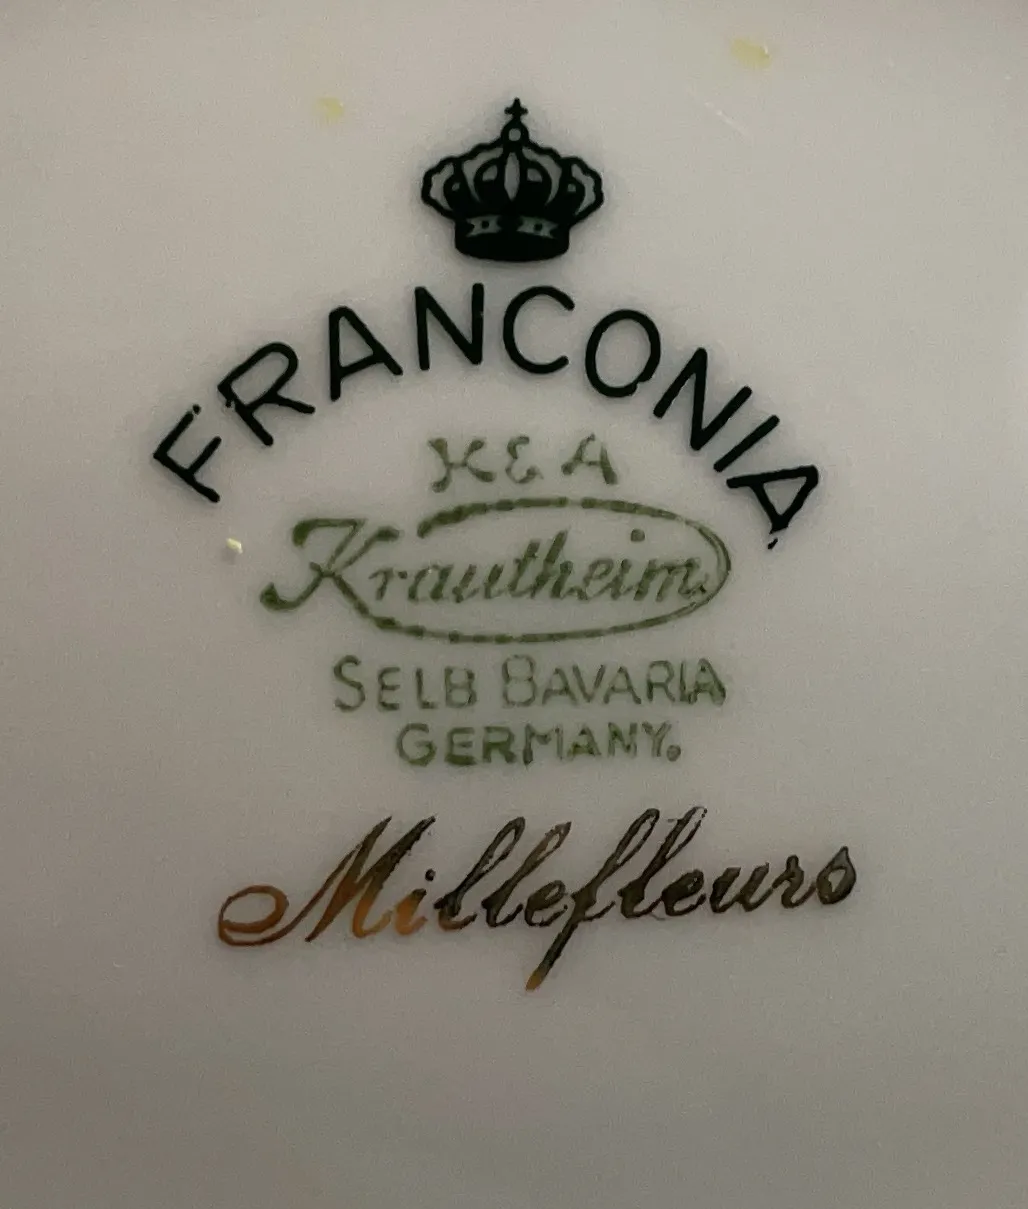 FRANCONIA
K & A
Krautheim
SELB BAVARIA
GERMANY.
Millefleurs